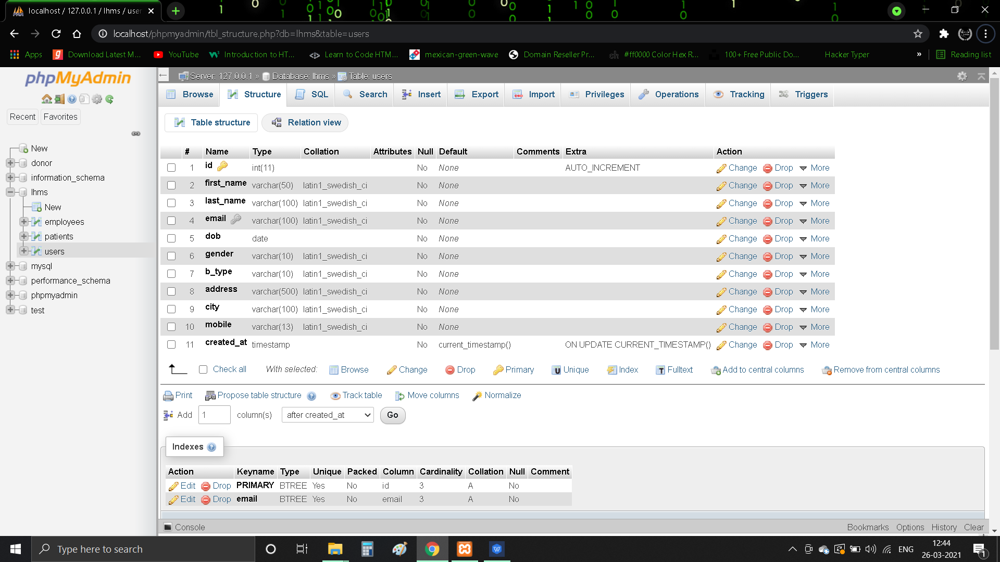 localhost / 127.0.0.1 / lhms / user
localhost/phpmyadmin/tbl_structure.php?db=lhms&table=users
Apps Download Latest M... YouTube Introduction to HT... Learn to Code HTM... mexican-green-wave Domain Reseller Pr... #ff0000 Color Hex R... 100+ Free Public Do... Hacker Typer » Reading list
phpMyAdmin
Recent Favorites
New
donor
information_schema
lhms
New
employees
patients
users
mysql
performance_schema
phpmyadmin
test
Server: 127.0.0.1 » Database: lhms » Table: users
Browse Structure SQL Search Insert Export Import Privileges Operations Tracking Triggers
Table structure Relation view
# Name Type Collation Attributes Null Default Comments Extra Action
1 id int(11) No None AUTO_INCREMENT Change Drop More
2 first_name varchar(50) latin1_swedish_ci No None Change Drop More
3 last_name varchar(100) latin1_swedish_ci No None Change Drop More
4 email varchar(100) latin1_swedish_ci No None Change Drop More
5 dob date No None Change Drop More
6 gender varchar(10) latin1_swedish_ci No None Change Drop More
7 b_type varchar(10) latin1_swedish_ci No None Change Drop More
8 address varchar(500) latin1_swedish_ci No None Change Drop More
9 city varchar(100) latin1_swedish_ci No None Change Drop More
10 mobile varchar(13) latin1_swedish_ci No None Change Drop More
11 created_at timestamp No current_timestamp() ON UPDATE CURRENT_TIMESTAMP() Change Drop More
Check all With selected: Browse Change Drop Primary Unique Index Fulltext Add to central columns Remove from central columns
Print Propose table structure Track table Move columns Normalize
Add 1 column(s) after created_at Go
Indexes
Action Keyname Type Unique Packed Column Cardinality Collation Null Comment
Edit Drop PRIMARY BTREE Yes No id 3 A No
Edit Drop email BTREE Yes No email 3 A No
Console Bookmarks Options History Clear
Type here to search
ENG
12:44
26-03-2021
1